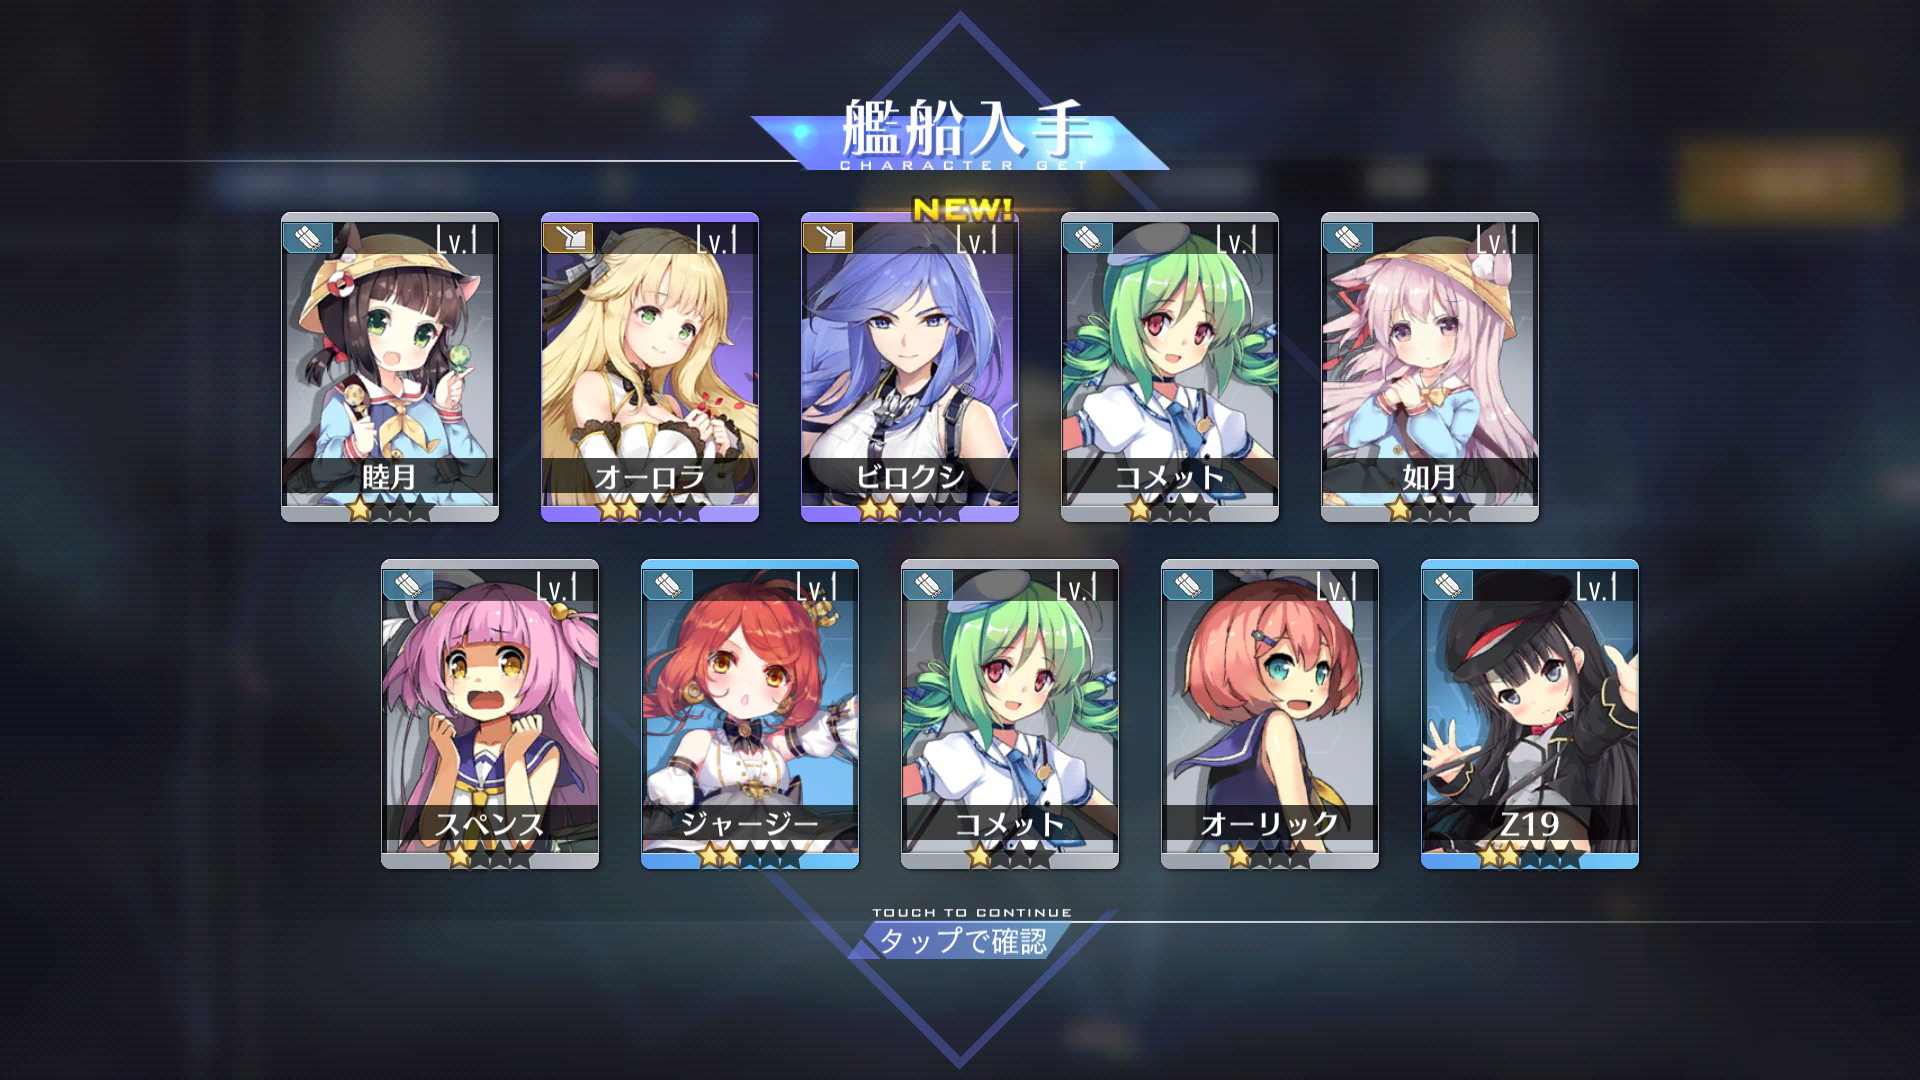 艦船入手
CHARACTER GET
NEW!
Lv.1
Lv.1
Lv.1
Lv.1
Lv.1
睦月
オーロラ
ビロクシ
コメット
如月
Lv.1
Lv.1
Lv.1
Lv.1
Lv.1
スペンス
ジャージー
コメット
オーリック
Z19
TOUCH TO CONTINUE
タップで確認